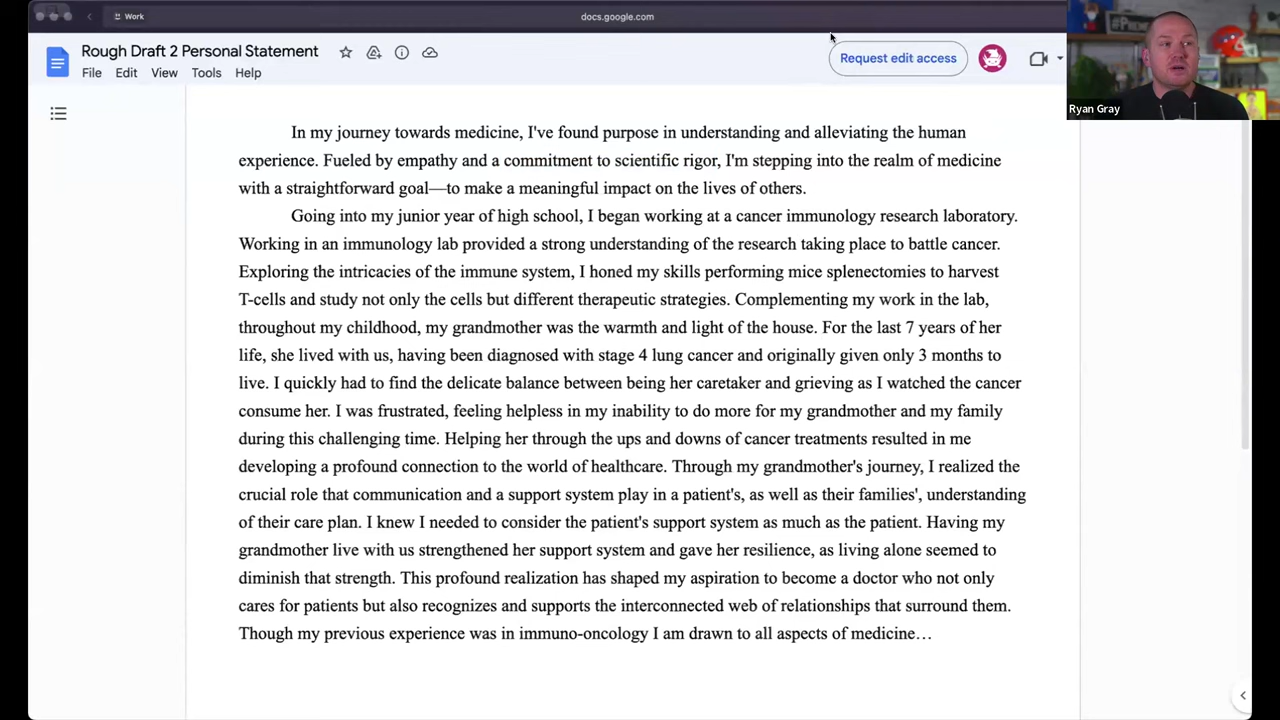 Work
docs.google.com
Rough Draft 2 Personal Statement
File Edit View Tools Help
Request edit access
Ryan Gray
In my journey towards medicine, I've found purpose in understanding and alleviating the human
experience. Fueled by empathy and a commitment to scientific rigor, I'm stepping into the realm of medicine
with a straightforward goal—to make a meaningful impact on the lives of others.
Going into my junior year of high school, I began working at a cancer immunology research laboratory.
Working in an immunology lab provided a strong understanding of the research taking place to battle cancer.
Exploring the intricacies of the immune system, I honed my skills performing mice splenectomies to harvest
T-cells and study not only the cells but different therapeutic strategies. Complementing my work in the lab,
throughout my childhood, my grandmother was the warmth and light of the house. For the last 7 years of her
life, she lived with us, having been diagnosed with stage 4 lung cancer and originally given only 3 months to
live. I quickly had to find the delicate balance between being her caretaker and grieving as I watched the cancer
consume her. I was frustrated, feeling helpless in my inability to do more for my grandmother and my family
during this challenging time. Helping her through the ups and downs of cancer treatments resulted in me
developing a profound connection to the world of healthcare. Through my grandmother's journey, I realized the
crucial role that communication and a support system play in a patient's, as well as their families', understanding
of their care plan. I knew I needed to consider the patient's support system as much as the patient. Having my
grandmother live with us strengthened her support system and gave her resilience, as living alone seemed to
diminish that strength. This profound realization has shaped my aspiration to become a doctor who not only
cares for patients but also recognizes and supports the interconnected web of relationships that surround them.
Though my previous experience was in immuno-oncology I am drawn to all aspects of medicine…